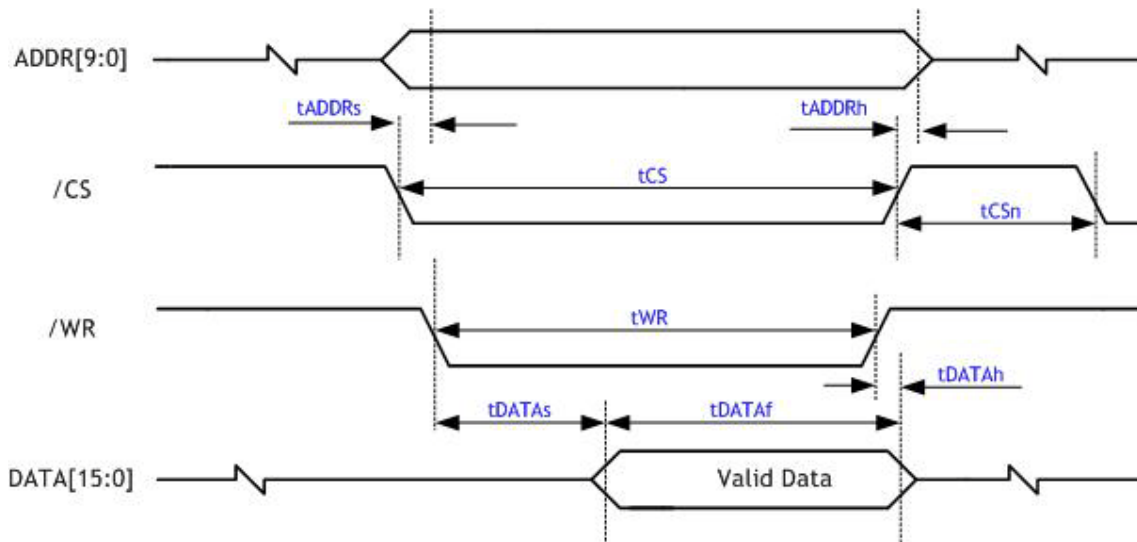 ADDR[9:0]
tADDRs
tADDRh
/CS
tCS
tCSn
/WR
tWR
tDATAh
tDATAs
tDATAf
DATA[15:0]
Valid Data